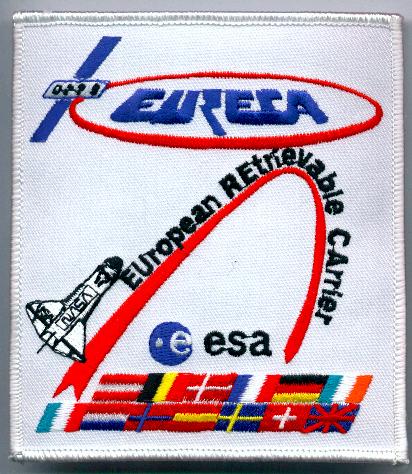 EURECA
EUropean REtrievable CArrier
NASA
esa